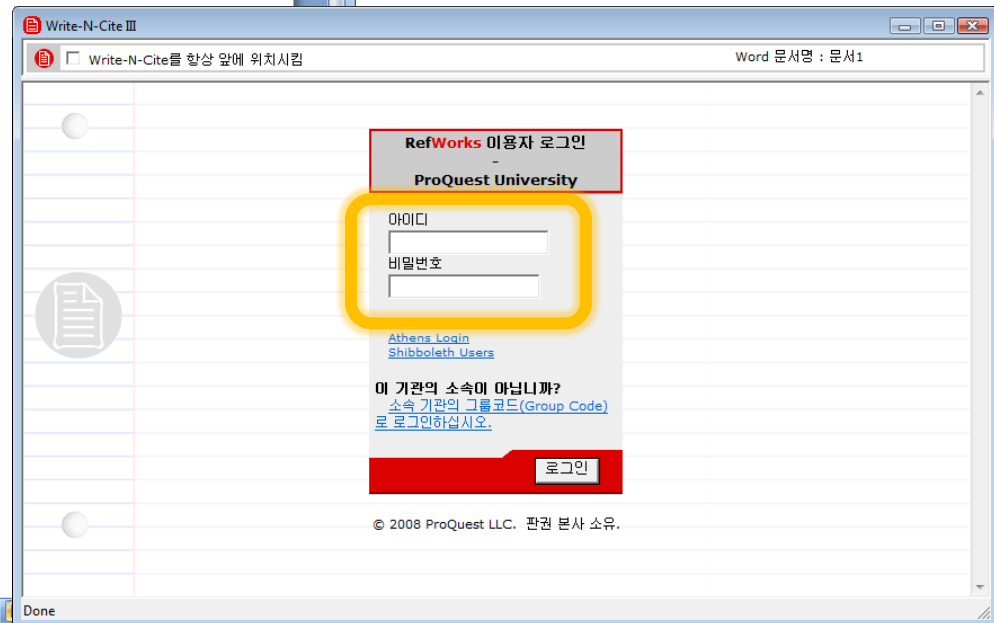 Write-N-Cite III
Write-N-Cite를 항상 앞에 위치시킴
Word 문서명 : 문서1
RefWorks 이용자 로그인
-
ProQuest University
아이디
비밀번호
Athens Login
Shibboleth Users
이 기관의 소속이 아닙니까?
소속 기관의 그룹코드(Group Code)
로 로그인하십시오.
로그인
© 2008 ProQuest LLC. 판권 본사 소유.
Done